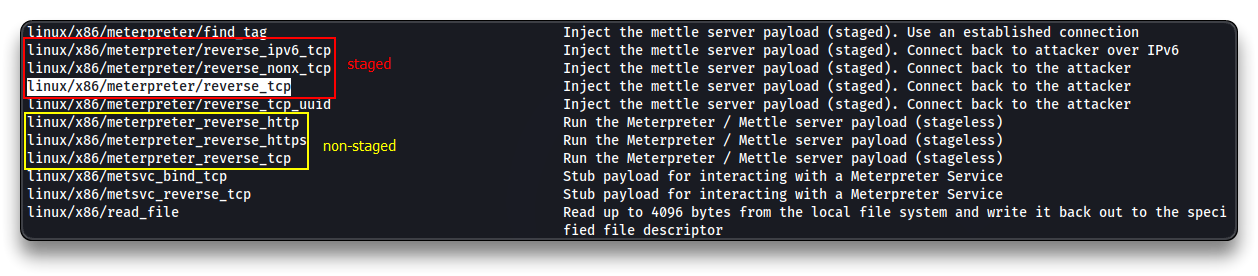 linux/x86/meterpreter/find_tag Inject the mettle server payload (staged). Use an established connection
linux/x86/meterpreter/reverse_ipv6_tcp Inject the mettle server payload (staged). Connect back to attacker over IPv6
linux/x86/meterpreter/reverse_nonx_tcp staged Inject the mettle server payload (staged). Connect back to the attacker
linux/x86/meterpreter/reverse_tcp Inject the mettle server payload (staged). Connect back to the attacker
linux/x86/meterpreter/reverse_tcp_uuid Inject the mettle server payload (staged). Connect back to the attacker
linux/x86/meterpreter_reverse_http Run the Meterpreter / Mettle server payload (stageless)
linux/x86/meterpreter_reverse_https non-staged Run the Meterpreter / Mettle server payload (stageless)
linux/x86/meterpreter_reverse_tcp Run the Meterpreter / Mettle server payload (stageless)
linux/x86/metsvc_bind_tcp Stub payload for interacting with a Meterpreter Service
linux/x86/metsvc_reverse_tcp Stub payload for interacting with a Meterpreter Service
linux/x86/read_file Read up to 4096 bytes from the local file system and write it back out to the speci
fied file descriptor